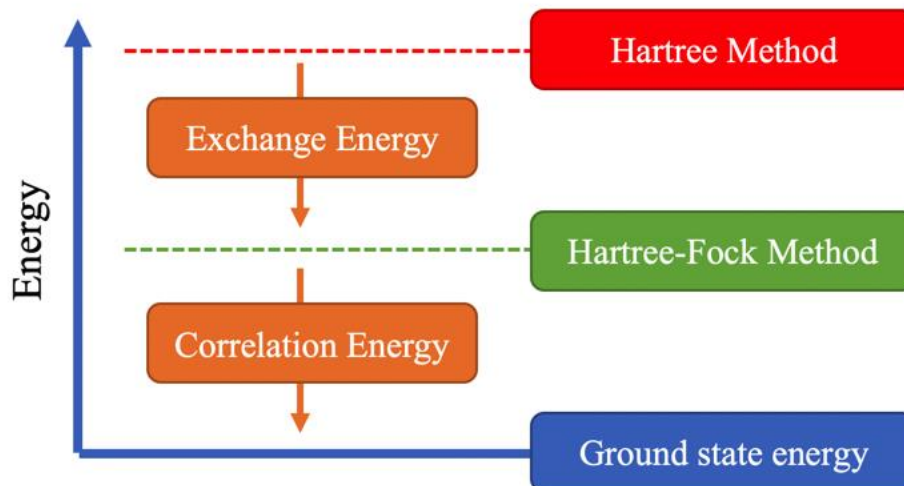 Hartree Method
Exchange Energy
Energy
Hartree-Fock Method
Correlation Energy
Ground state energy